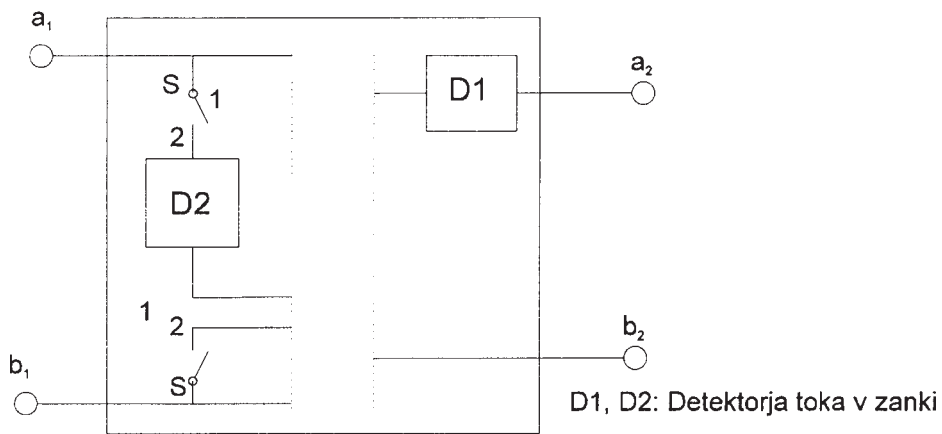 a₁
S
1
2
D2
1
2
S
b₁
D1
a₂
b₂
D1, D2: Detektorja toka v zanki